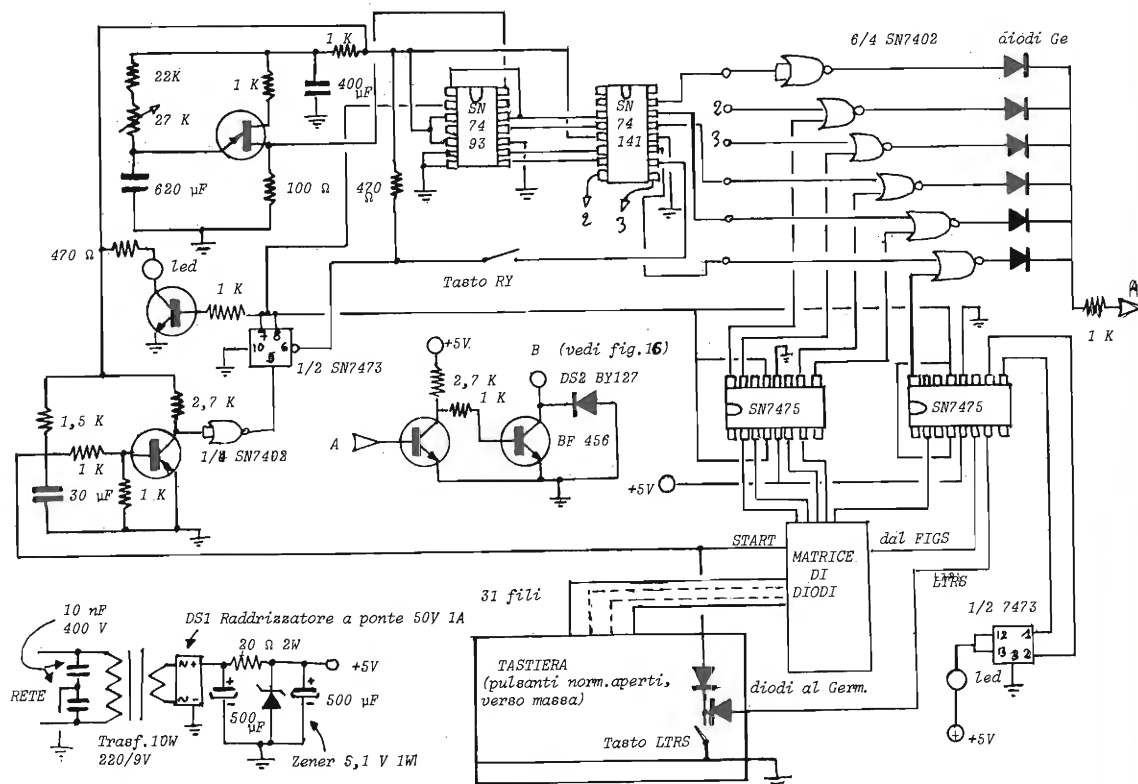 1 K
22K
1 K
400 µF
27 K
620 µF
100 Ω
470 Ω
SN 74 93
SN 74 141
2
3
6/4 SN7402
diodi Ge
2
3
470 Ω
led
1 K
Tasto RY
7 8
10 6
5
1/2 SN7473
1,5 K
2,7 K
1 K
30 µF
1 K
1/4 SN7402
+5V
B (vedi fig.16)
2,7 K
1 K
DS2 BY127
A
BF 456
1 K
SN7475
SN7475
+5V
START
MATRICE DI DIODI
dal FIGS
LTRS
31 fili
1/2 7473
12 1
13 3 2
led
+5V
TASTIERA
(pulsanti norm.aperti,
verso massa)
diodi al Germ.
Tasto LTRS
10 nF
400 V
RETE
DS1 Raddrizzatore a ponte 50V 1A
20 Ω 2W
+5V
~ +
~ -
+
+
500 µF
500 µF
Trasf.10W
220/9V
Zener 5,1 V 1W